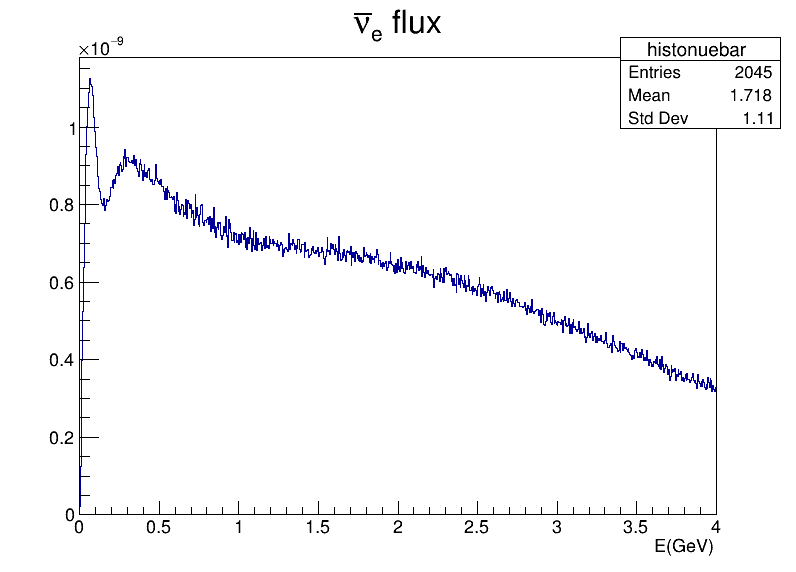 ν̅ₑ flux
×10⁻⁹
histonuebar
Entries 2045
Mean 1.718
Std Dev 1.11
1
0.8
0.6
0.4
0.2
0
0 0.5 1 1.5 2 2.5 3 3.5 4
E(GeV)